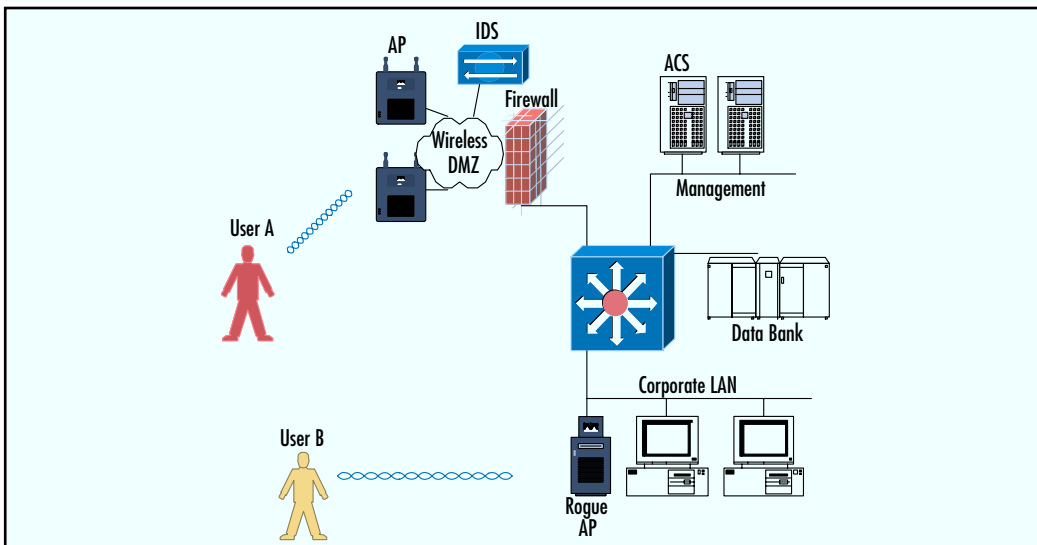 IDS
AP
ACS
Firewall
Wireless
DMZ
Management
User A
Data Bank
Corporate LAN
User B
Rogue
AP